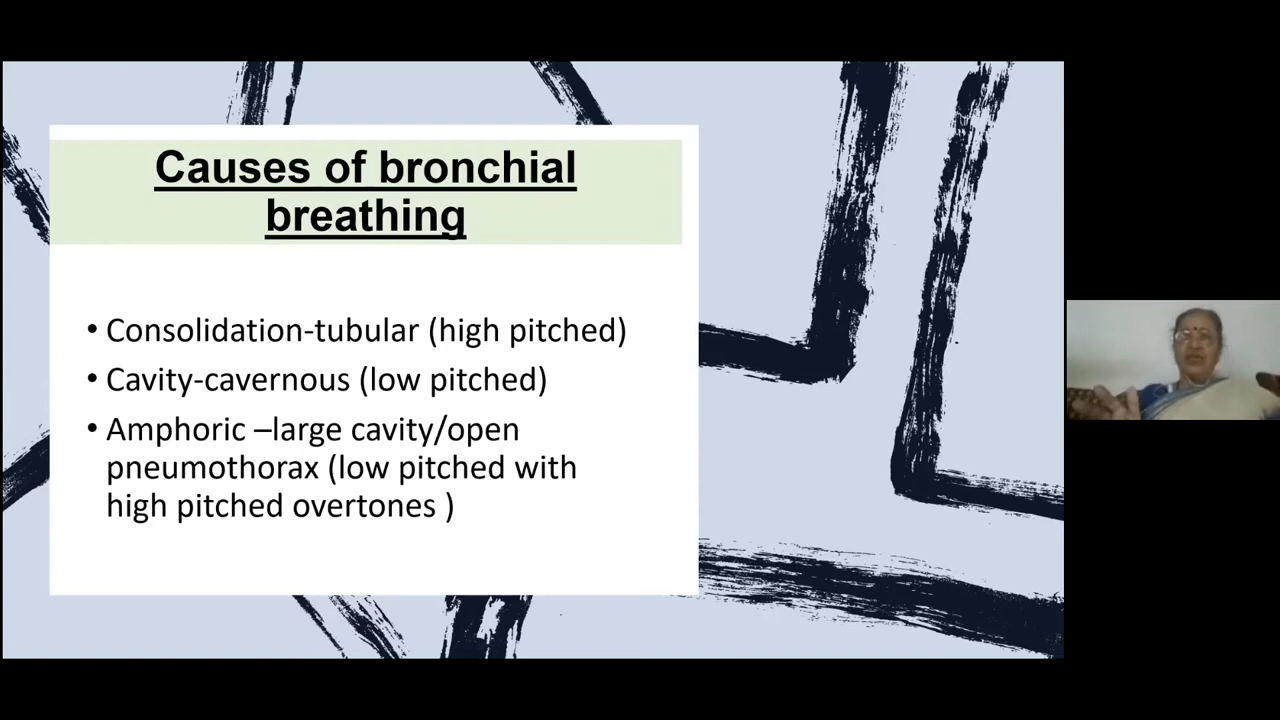 Causes of bronchial
breathing
• Consolidation-tubular (high pitched)
• Cavity-cavernous (low pitched)
• Amphoric –large cavity/open
pneumothorax (low pitched with
high pitched overtones )